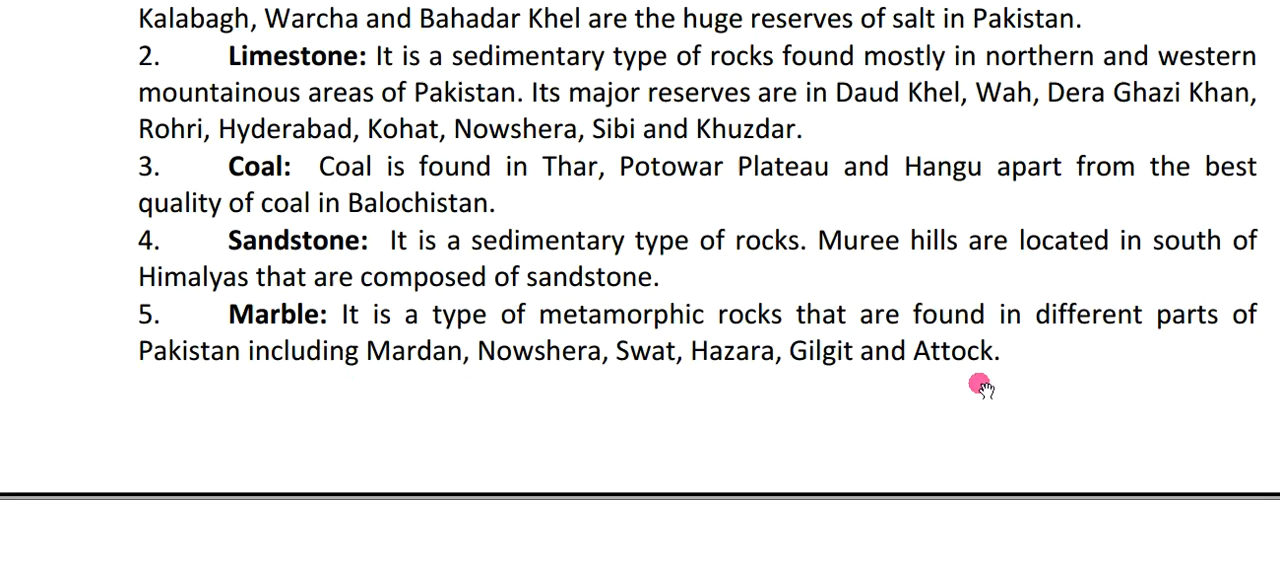 Kalabagh, Warcha and Bahadar Khel are the huge reserves of salt in Pakistan.
2. Limestone: It is a sedimentary type of rocks found mostly in northern and western
mountainous areas of Pakistan. Its major reserves are in Daud Khel, Wah, Dera Ghazi Khan,
Rohri, Hyderabad, Kohat, Nowshera, Sibi and Khuzdar.
3. Coal: Coal is found in Thar, Potowar Plateau and Hangu apart from the best
quality of coal in Balochistan.
4. Sandstone: It is a sedimentary type of rocks. Muree hills are located in south of
Himalyas that are composed of sandstone.
5. Marble: It is a type of metamorphic rocks that are found in different parts of
Pakistan including Mardan, Nowshera, Swat, Hazara, Gilgit and Attock.